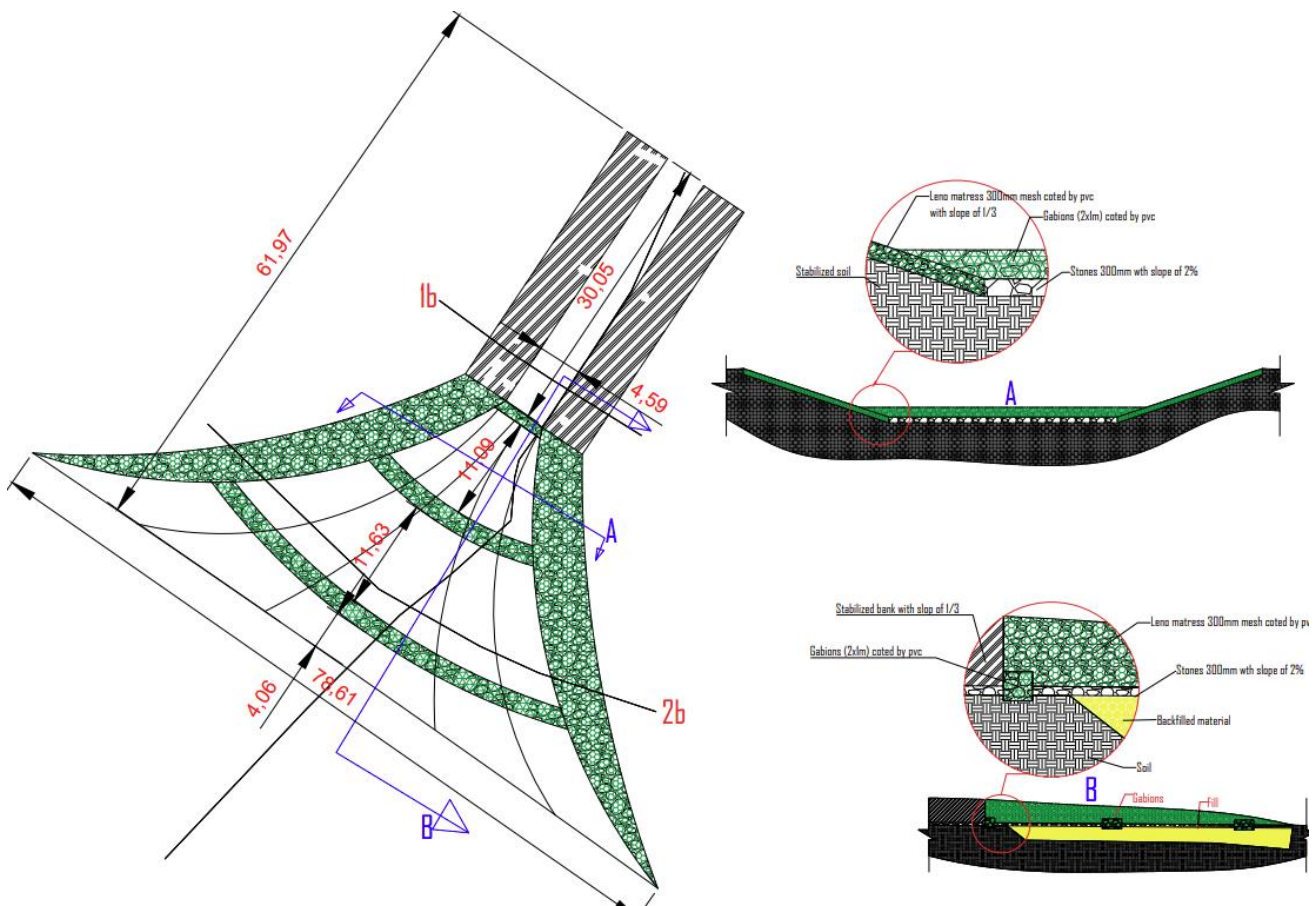 61,97
1b
30,05
4,59
11,09
A
11,63
4,06
78,61
2b
B
Leno matress 300mm mesh coted by pvc
with slope of 1/3
Gabions (2x1m) coted by pvc
Stabilized soil
Stones 300mm wth slope of 2%
A
Stabilized bank with slop of 1/3
Leno matress 300mm mesh coted by pv
Gabions (2x1m) coted by pvc
Stones 300mm wth slope of 2%
Backfilled material
Soil
B
Gabions
Fill